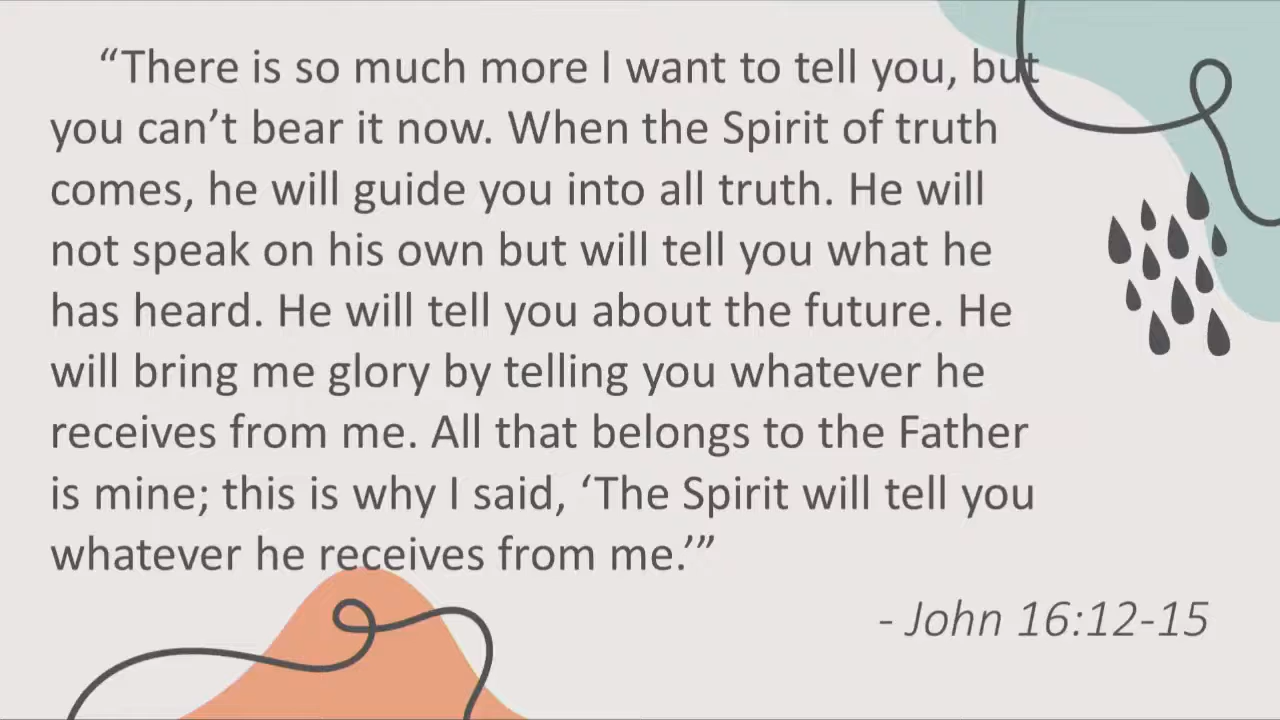 “There is so much more I want to tell you, but
you can’t bear it now. When the Spirit of truth
comes, he will guide you into all truth. He will
not speak on his own but will tell you what he
has heard. He will tell you about the future. He
will bring me glory by telling you whatever he
receives from me. All that belongs to the Father
is mine; this is why I said, ‘The Spirit will tell you
whatever he receives from me.’”
- John 16:12-15